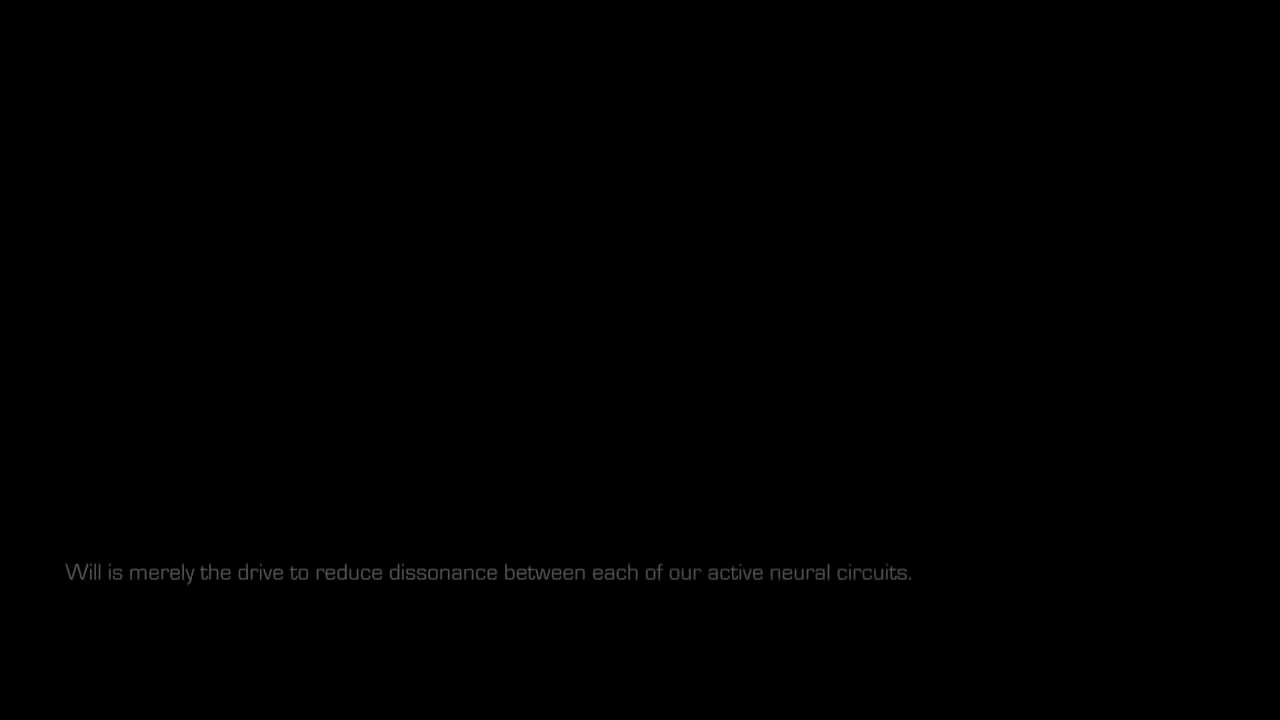 Will is merely the drive to reduce dissonance between each of our active neural circuits.